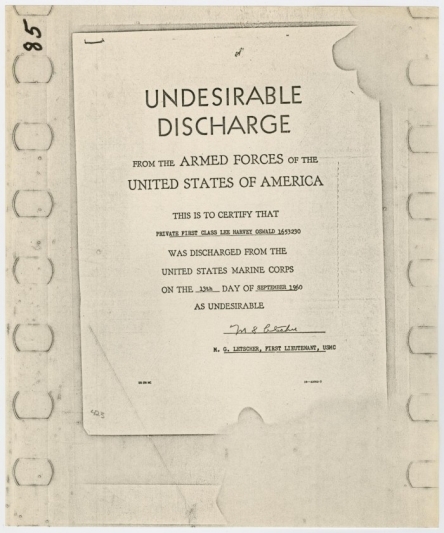 85
UNDESIRABLE
DISCHARGE
FROM THE ARMED FORCES OF THE
UNITED STATES OF AMERICA
THIS IS TO CERTIFY THAT
PRIVATE FIRST CLASS LEE HARVEY OSWALD 1653230
WAS DISCHARGED FROM THE
UNITED STATES MARINE CORPS
ON THE 13th DAY OF SEPTEMBER 1960
AS UNDESIRABLE
M. G. LETSCHER, FIRST LIEUTENANT, USMC